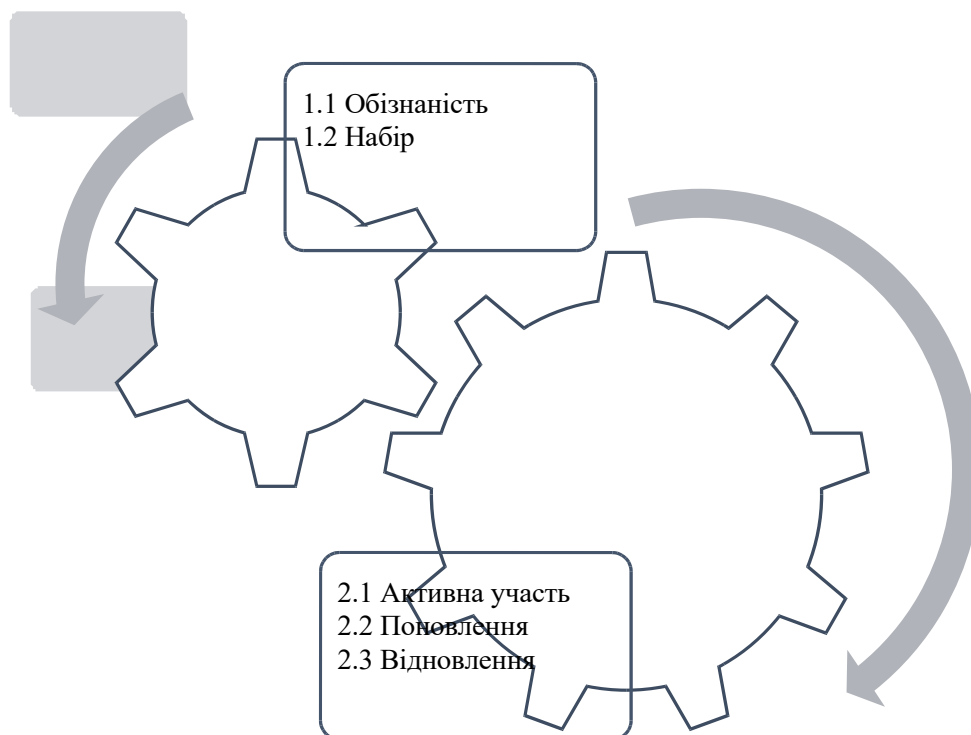 1.1 Обізнаність
1.2 Набір
2.1 Активна участь
2.2 Поновлення
2.3 Відновлення